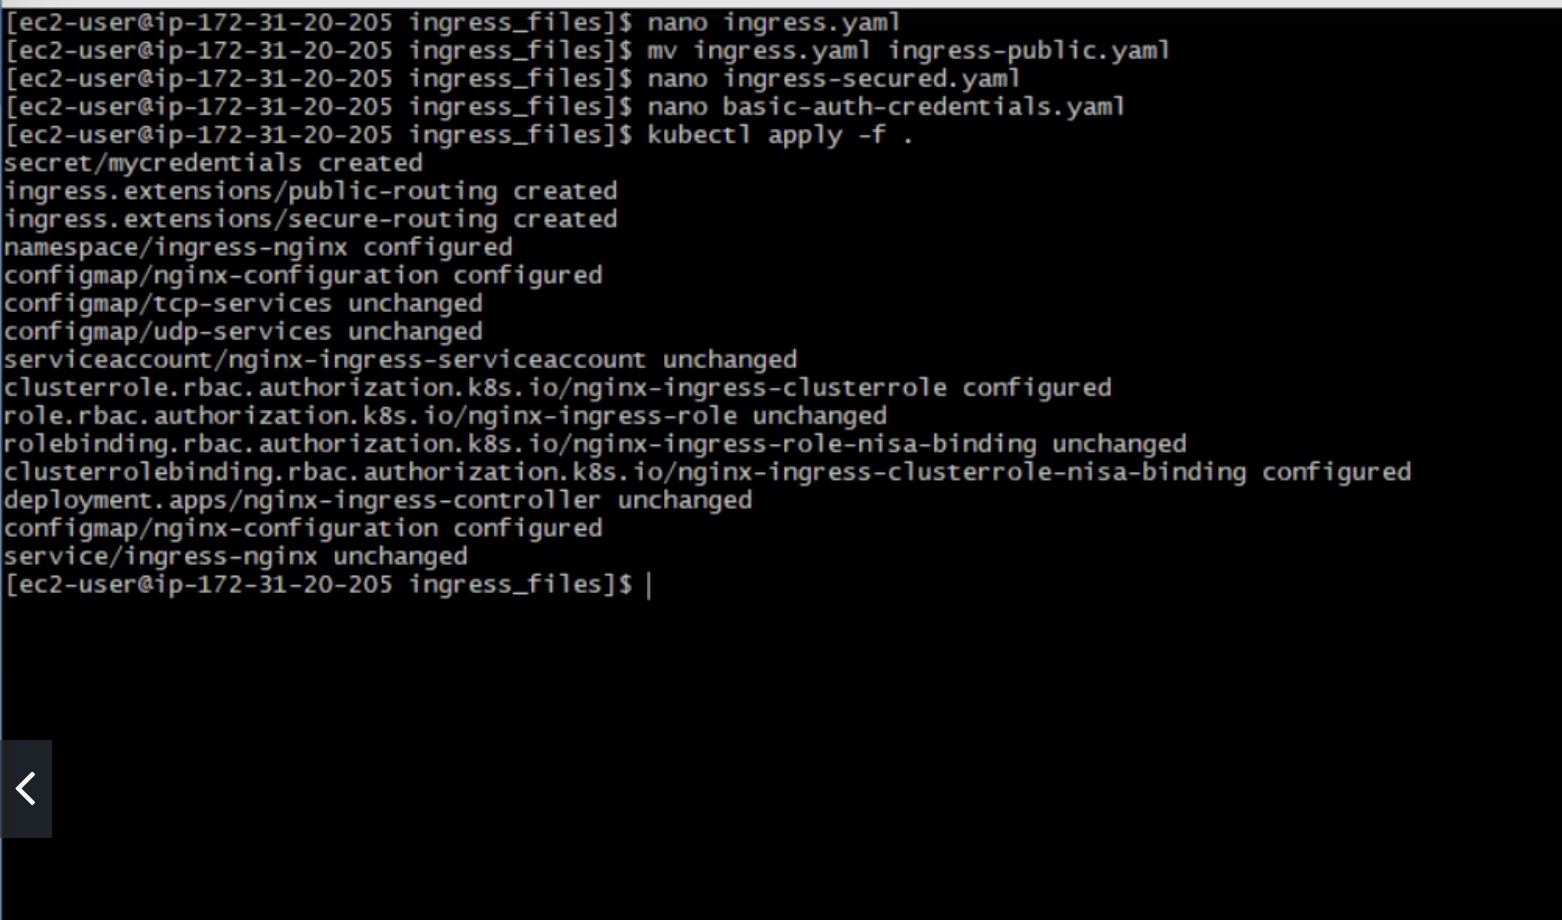 [ec2-user@ip-172-31-20-205 ingress_files]$ nano ingress.yaml
[ec2-user@ip-172-31-20-205 ingress_files]$ mv ingress.yaml ingress-public.yaml
[ec2-user@ip-172-31-20-205 ingress_files]$ nano ingress-secured.yaml
[ec2-user@ip-172-31-20-205 ingress_files]$ nano basic-auth-credentials.yaml
[ec2-user@ip-172-31-20-205 ingress_files]$ kubectl apply -f .
secret/mycredentials created
ingress.extensions/public-routing created
ingress.extensions/secure-routing created
namespace/ingress-nginx configured
configmap/nginx-configuration configured
configmap/tcp-services unchanged
configmap/udp-services unchanged
serviceaccount/nginx-ingress-serviceaccount unchanged
clusterrole.rbac.authorization.k8s.io/nginx-ingress-clusterrole configured
role.rbac.authorization.k8s.io/nginx-ingress-role unchanged
rolebinding.rbac.authorization.k8s.io/nginx-ingress-role-nisa-binding unchanged
clusterrolebinding.rbac.authorization.k8s.io/nginx-ingress-clusterrole-nisa-binding configured
deployment.apps/nginx-ingress-controller unchanged
configmap/nginx-configuration configured
service/ingress-nginx unchanged
[ec2-user@ip-172-31-20-205 ingress_files]$